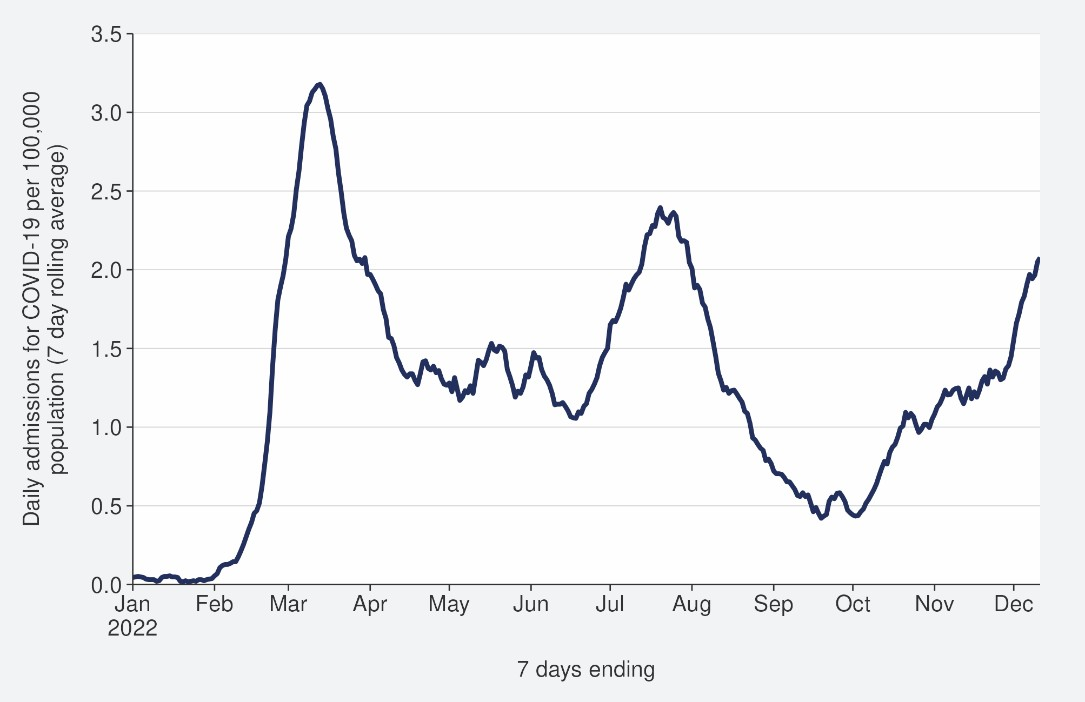 Daily admissions for COVID-19 per 100,000
population (7 day rolling average)
3.5
3.0
2.5
2.0
1.5
1.0
0.5
0.0
Jan Feb Mar Apr May Jun Jul Aug Sep Oct Nov Dec
2022
7 days ending